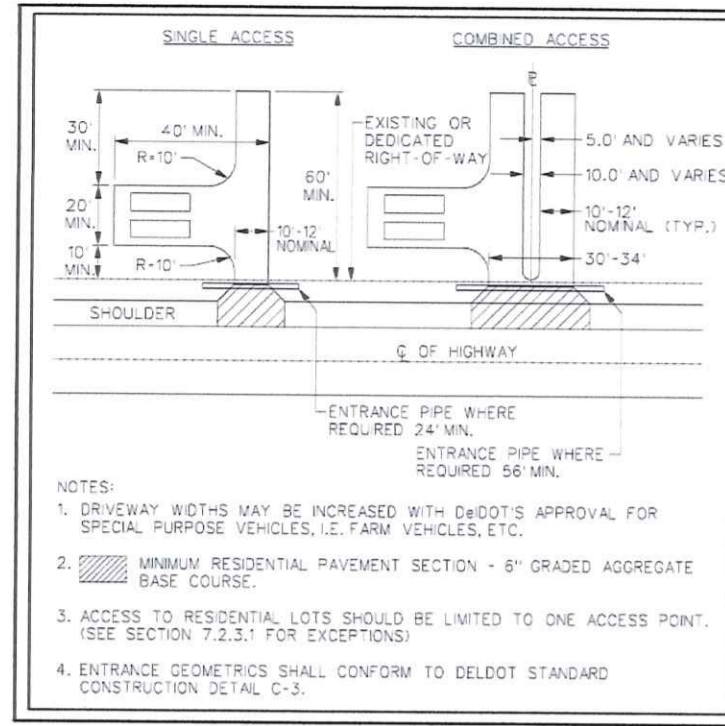 SINGLE ACCESS
COMBINED ACCESS
℄
30'
40' MIN.
R=10'
20'
MIN.
10'
MIN.
R=10'
60'
MIN.
10'-12'
NOMINAL
EXISTING OR
DEDICATED
RIGHT-OF-WAY
5.0' AND VARIES
10.0' AND VARIES
10'-12'
NOMINAL (TYP.)
30'-34'
SHOULDER
℄ OF HIGHWAY
ENTRANCE PIPE WHERE
REQUIRED 24' MIN.
ENTRANCE PIPE WHERE
REQUIRED 56' MIN.
NOTES:
1. DRIVEWAY WIDTHS MAY BE INCREASED WITH DelDOT'S APPROVAL FOR
SPECIAL PURPOSE VEHICLES, I.E. FARM VEHICLES, ETC.
2. MINIMUM RESIDENTIAL PAVEMENT SECTION - 6" GRADED AGGREGATE
BASE COURSE.
3. ACCESS TO RESIDENTIAL LOTS SHOULD BE LIMITED TO ONE ACCESS POINT.
(SEE SECTION 7.2.3.1 FOR EXCEPTIONS)
4. ENTRANCE GEOMETRICS SHALL CONFORM TO DELDOT STANDARD
CONSTRUCTION DETAIL C-3.